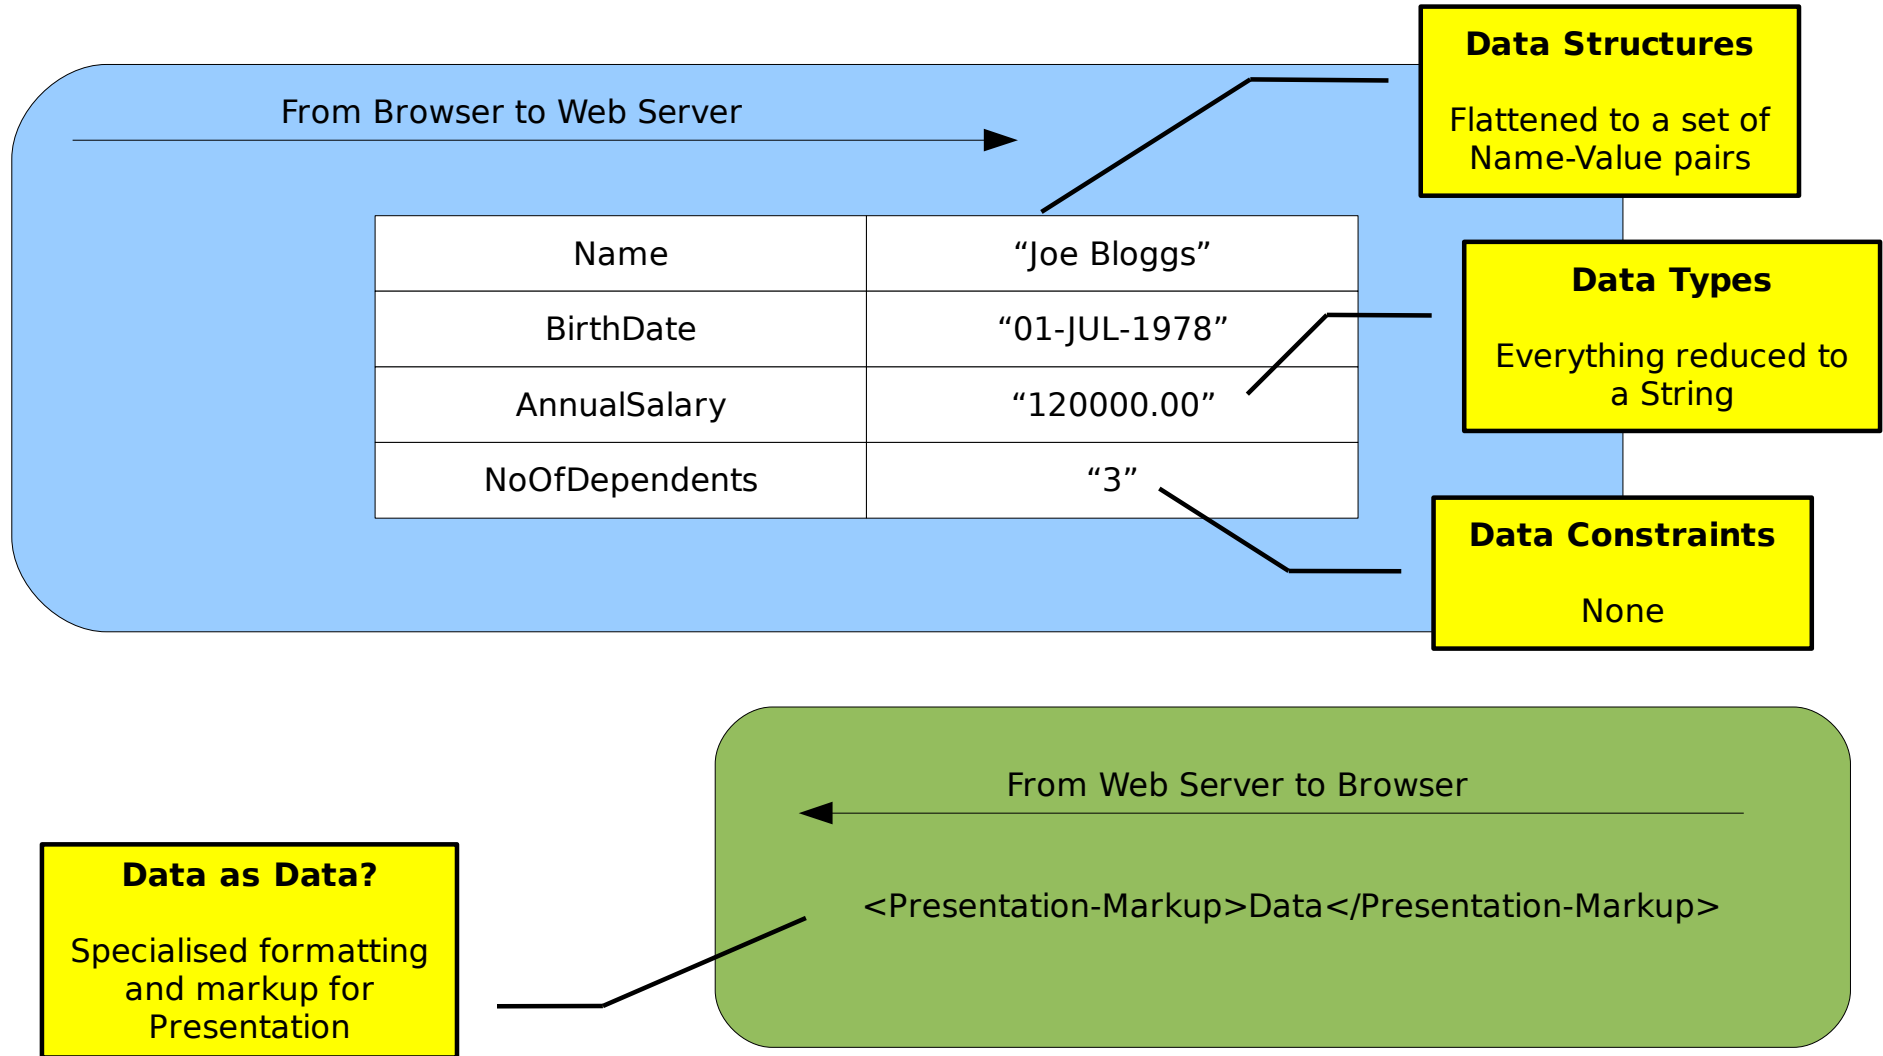 Data Structures
Flattened to a set of
Name-Value pairs
From Browser to Web Server
Name “Joe Bloggs”
BirthDate “01-JUL-1978”
AnnualSalary “120000.00”
NoOfDependents “3”
Data Types
Everything reduced to
a String
Data Constraints
None
From Web Server to Browser
<Presentation-Markup>Data</Presentation-Markup>
Data as Data?
Specialised formatting
and markup for
Presentation